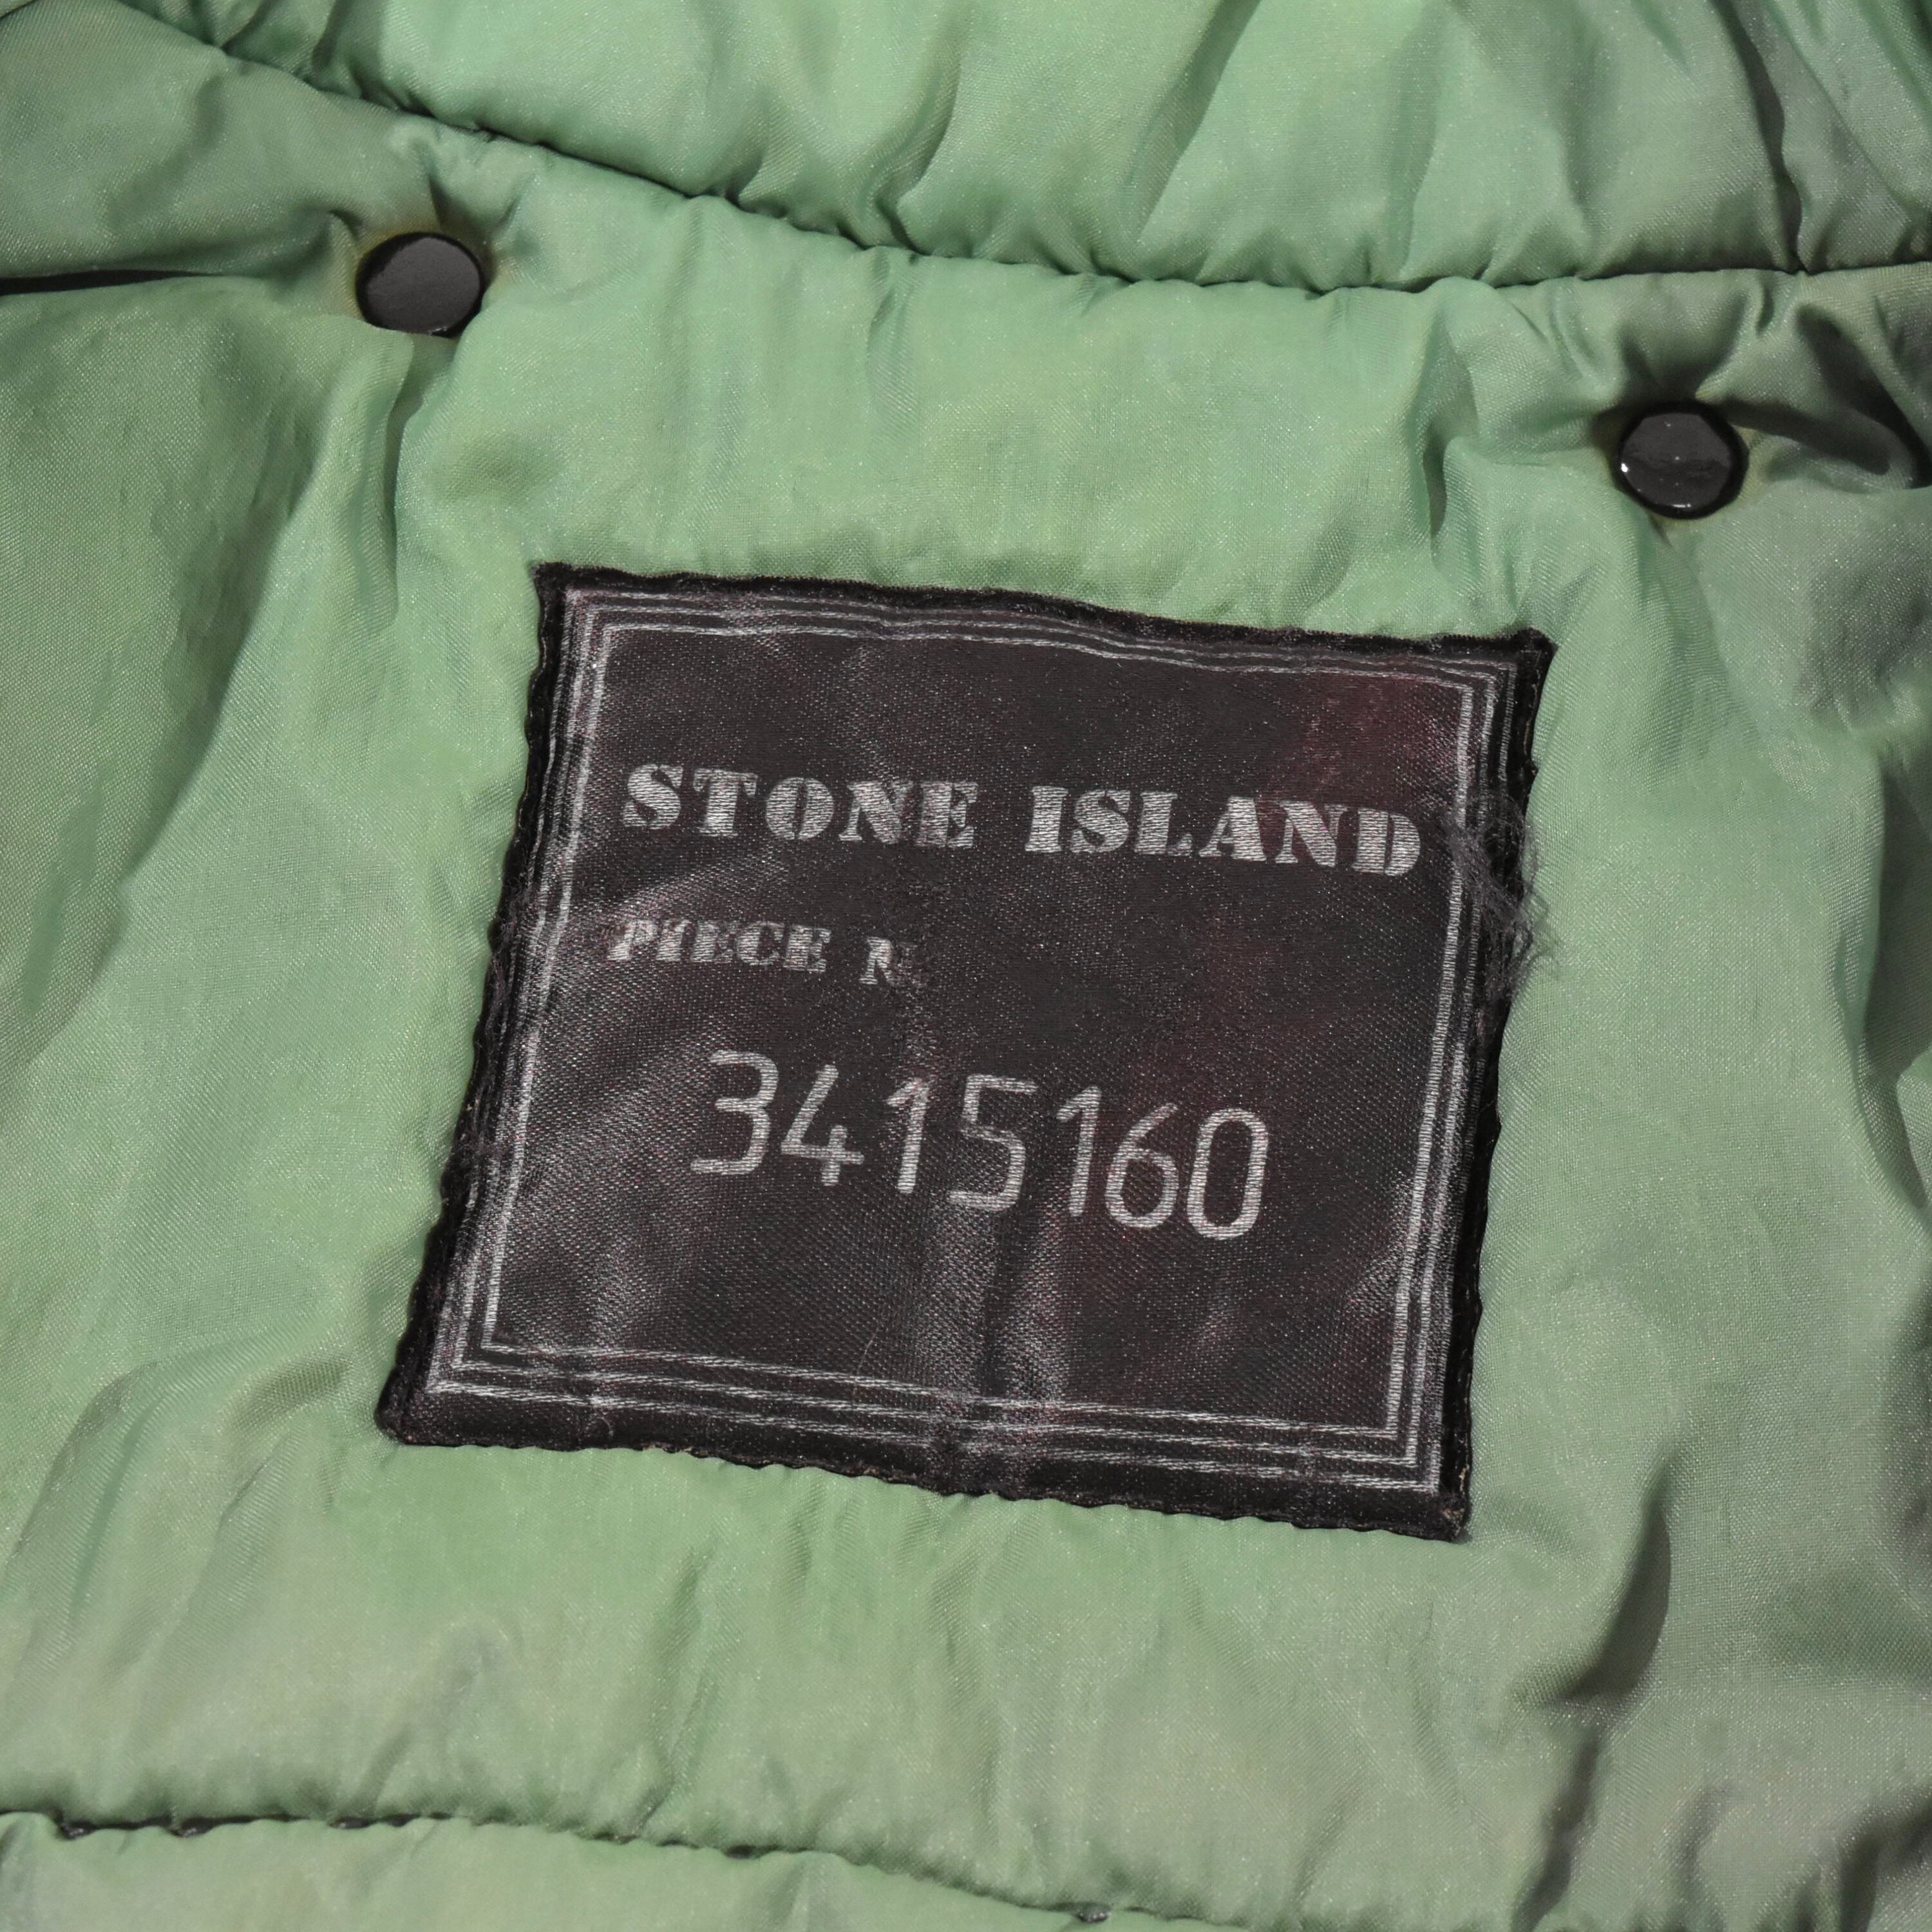 STONE ISLAND
PIECE N.
3415160